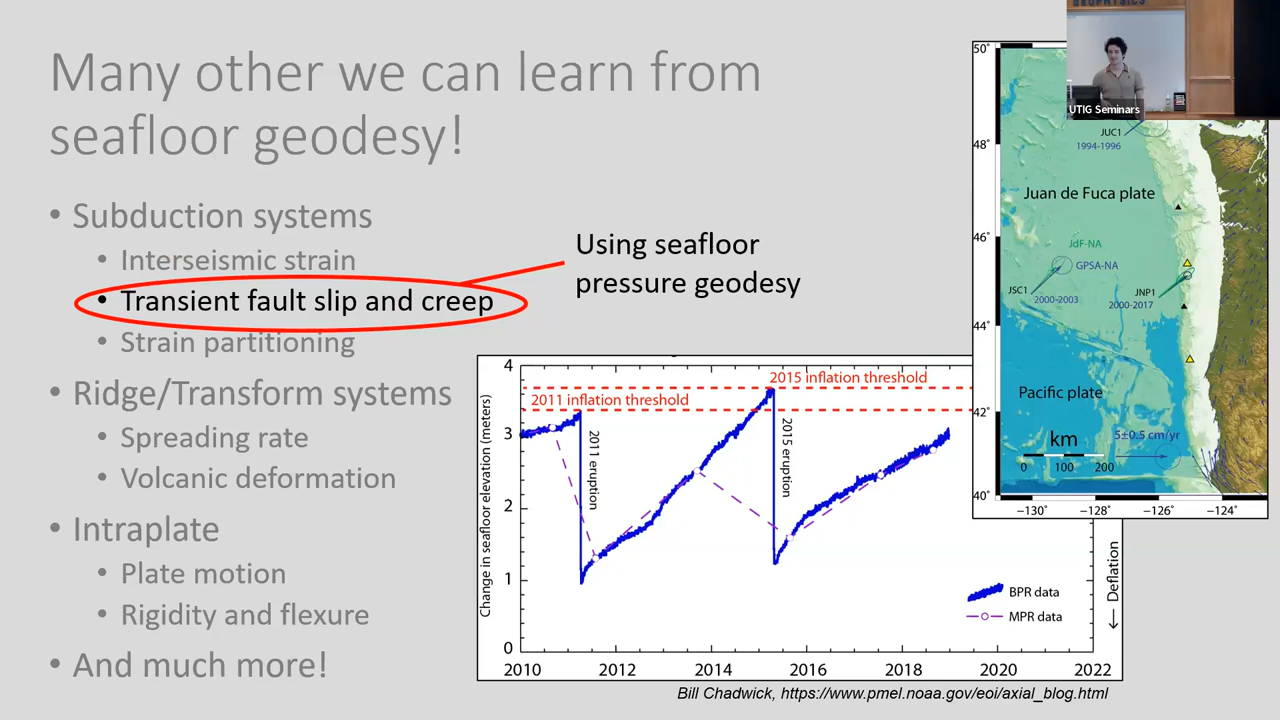 Many other we can learn from
seafloor geodesy!
• Subduction systems
• Interseismic strain
• Transient fault slip and creep
• Strain partitioning
• Ridge/Transform systems
• Spreading rate
• Volcanic deformation
• Intraplate
• Plate motion
• Rigidity and flexure
• And much more!
Using seafloor
pressure geodesy
Change in seafloor elevation (meters)
4
3
2
1
0
2015 inflation threshold
2011 inflation threshold
2011 eruption
2015 eruption
BPR data
MPR data
← Deflation
2010 2012 2014 2016 2018 2020 2022
Bill Chadwick, https://www.pmel.noaa.gov/eoi/axial_blog.html
UTIG Seminars
50˚
48˚
46˚
44˚
42˚
40˚
JUC1
1994-1996
Juan de Fuca plate
JdF-NA
GPSA-NA
JSC1
2000-2003
JNP1
2000-2017
Pacific plate
km
0 100 200
5±0.5 cm/yr
−130° −128° −126° −124°